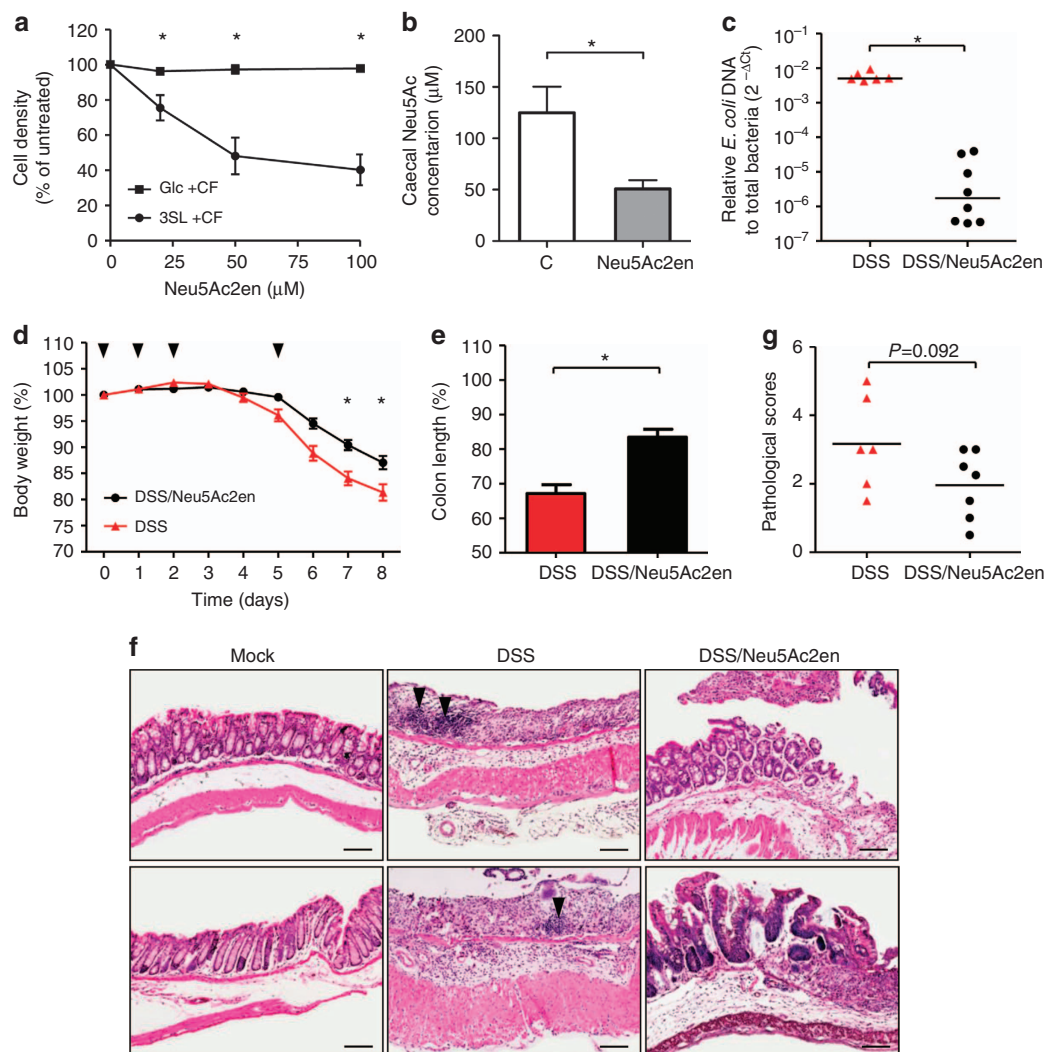 a
120
100
80
60
40
20
0
Cell density
(% of untreated)
* * *
Glc +CF
3SL +CF
0 25 50 75 100
Neu5Ac2en (μM)
b
200
150
100
50
0
Caecal Neu5Ac
concentarion (μM)
*
C Neu5Ac2en
c
10⁻¹
10⁻²
10⁻³
10⁻⁴
10⁻⁵
10⁻⁶
10⁻⁷
Relative E. coli DNA
to total bacteria (2⁻ΔCt)
*
DSS DSS/Neu5Ac2en
d
110
105
100
95
90
85
80
75
70
Body weight (%)
* *
DSS/Neu5Ac2en
DSS
0 1 2 3 4 5 6 7 8
Time (days)
e
100
90
80
70
60
50
Colon length (%)
*
DSS DSS/Neu5Ac2en
g
6
4
2
0
Pathological scores
P=0.092
DSS DSS/Neu5Ac2en
f
Mock DSS DSS/Neu5Ac2en